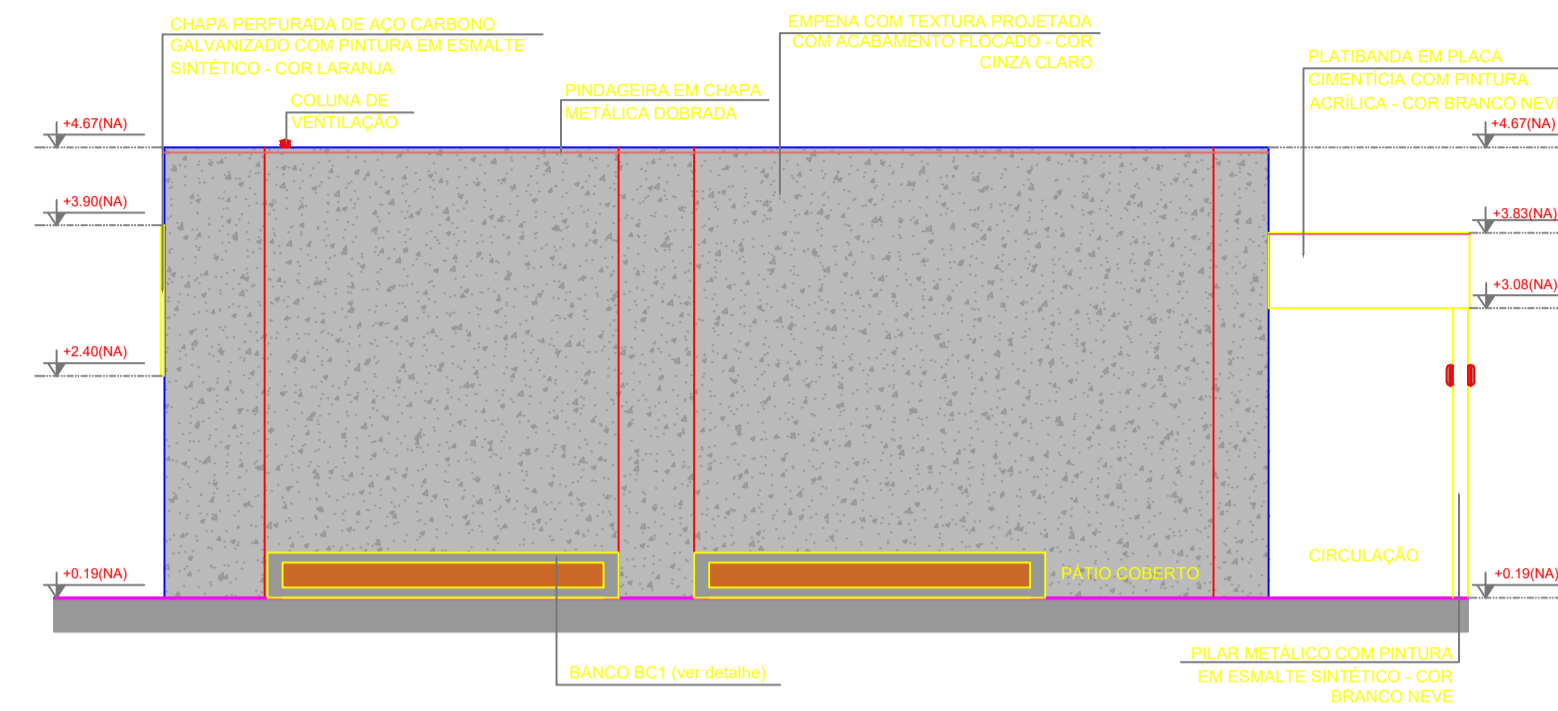 CHAPA PERFURADA DE AÇO CARBONO
GALVANIZADO COM PINTURA EM ESMALTE
SINTÉTICO - COR LARANJA
EMPENA COM TEXTURA PROJETADA
COM ACABAMENTO FLOCADO - COR
CINZA CLARO
PLATIBANDA EM PLACA
CIMENTÍCIA COM PINTURA
ACRÍLICA - COR BRANCO NEVE
COLUNA DE
VENTILAÇÃO
PINDAGEIRA EM CHAPA
METÁLICA DOBRADA
+4.67(NA)
+4.67(NA)
+3.90(NA)
+3.83(NA)
+3.08(NA)
+2.40(NA)
CIRCULAÇÃO
PÁTIO COBERTO
+0.19(NA)
+0.19(NA)
BANCO BC1 (ver detalhe)
PILAR METÁLICO COM PINTURA
EM ESMALTE SINTÉTICO - COR
BRANCO NEVE